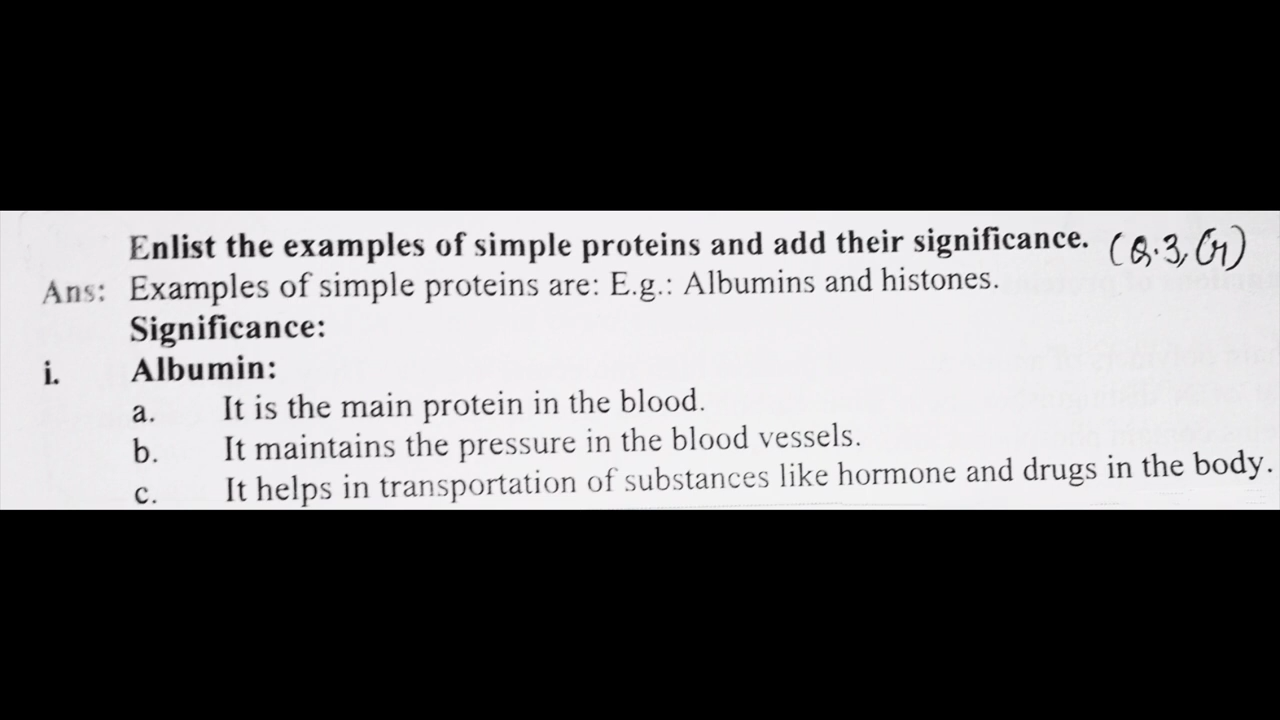 Enlist the examples of simple proteins and add their significance. (Q.3, G)
Ans: Examples of simple proteins are: E.g.: Albumins and histones.
Significance:
i. Albumin:
a. It is the main protein in the blood.
b. It maintains the pressure in the blood vessels.
c. It helps in transportation of substances like hormone and drugs in the body.